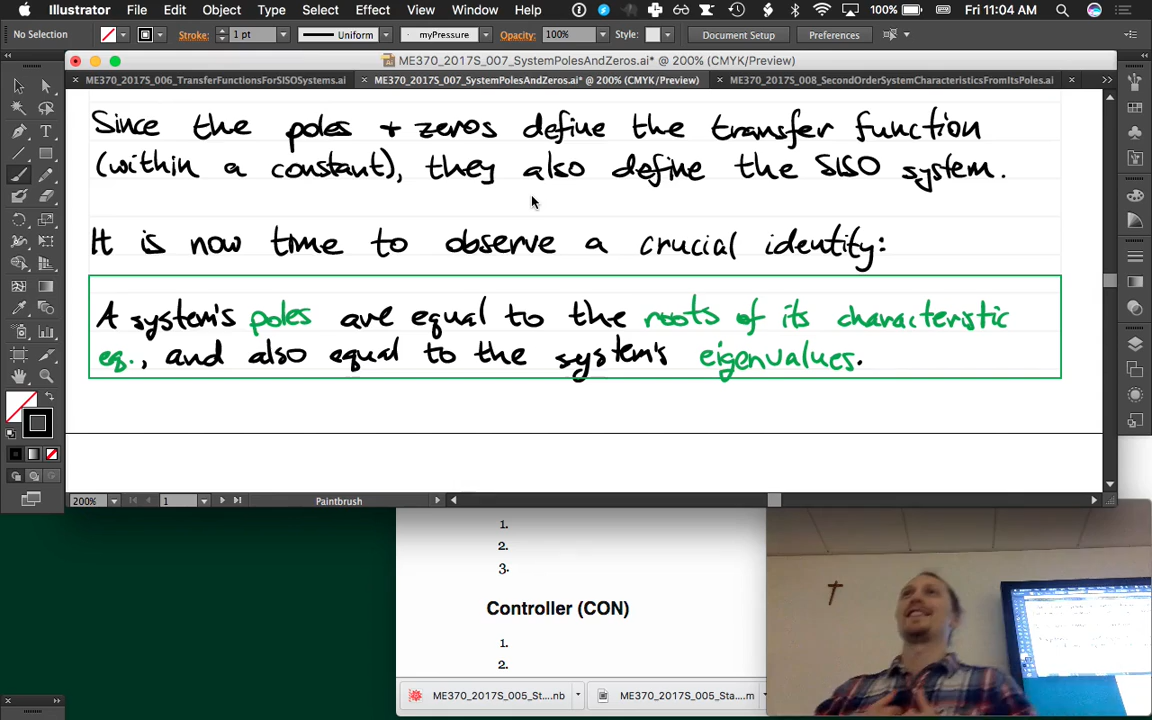 Illustrator File Edit Object Type Select Effect View Window Help 100% Fri 11:04 AM
No Selection Stroke: 1 pt Uniform myPressure Opacity: 100% Style: Document Setup Preferences
ME370_2017S_007_SystemPolesAndZeros.ai* @ 200% (CMYK/Preview)
× ME370_2017S_006_TransferFunctionsForSISOSystems.ai × ME370_2017S_007_SystemPolesAndZeros.ai* @ 200% (CMYK/Preview) × ME370_2017S_008_SecondOrderSystemCharacteristicsFromItsPoles.ai ×
Since the poles + zeros define the transfer function
(within a constant), they also define the SISO system.
It is now time to observe a crucial identity:
A system's poles are equal to the roots of its characteristic
eq., and also equal to the system's eigenvalues.
200% 1 Paintbrush
1.
2.
3.
Controller (CON)
1.
2.
ME370_2017S_005_St....nb ME370_2017S_005_Sta....m